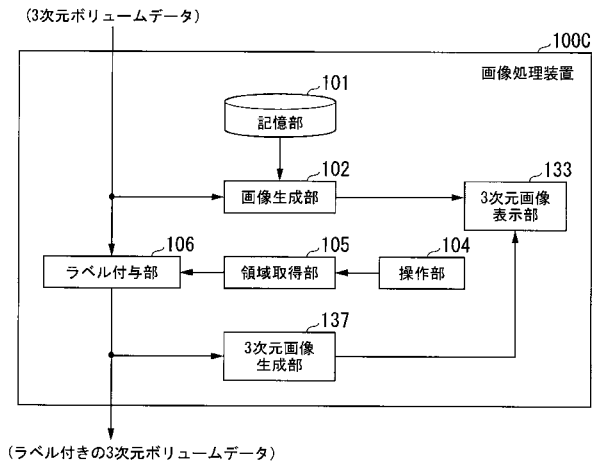 (3次元ボリュームデータ)
100C
画像処理装置
101
記憶部
102
画像生成部
133
3次元画像
表示部
106
ラベル付与部
105
領域取得部
104
操作部
137
3次元画像
生成部
(ラベル付きの3次元ボリュームデータ)